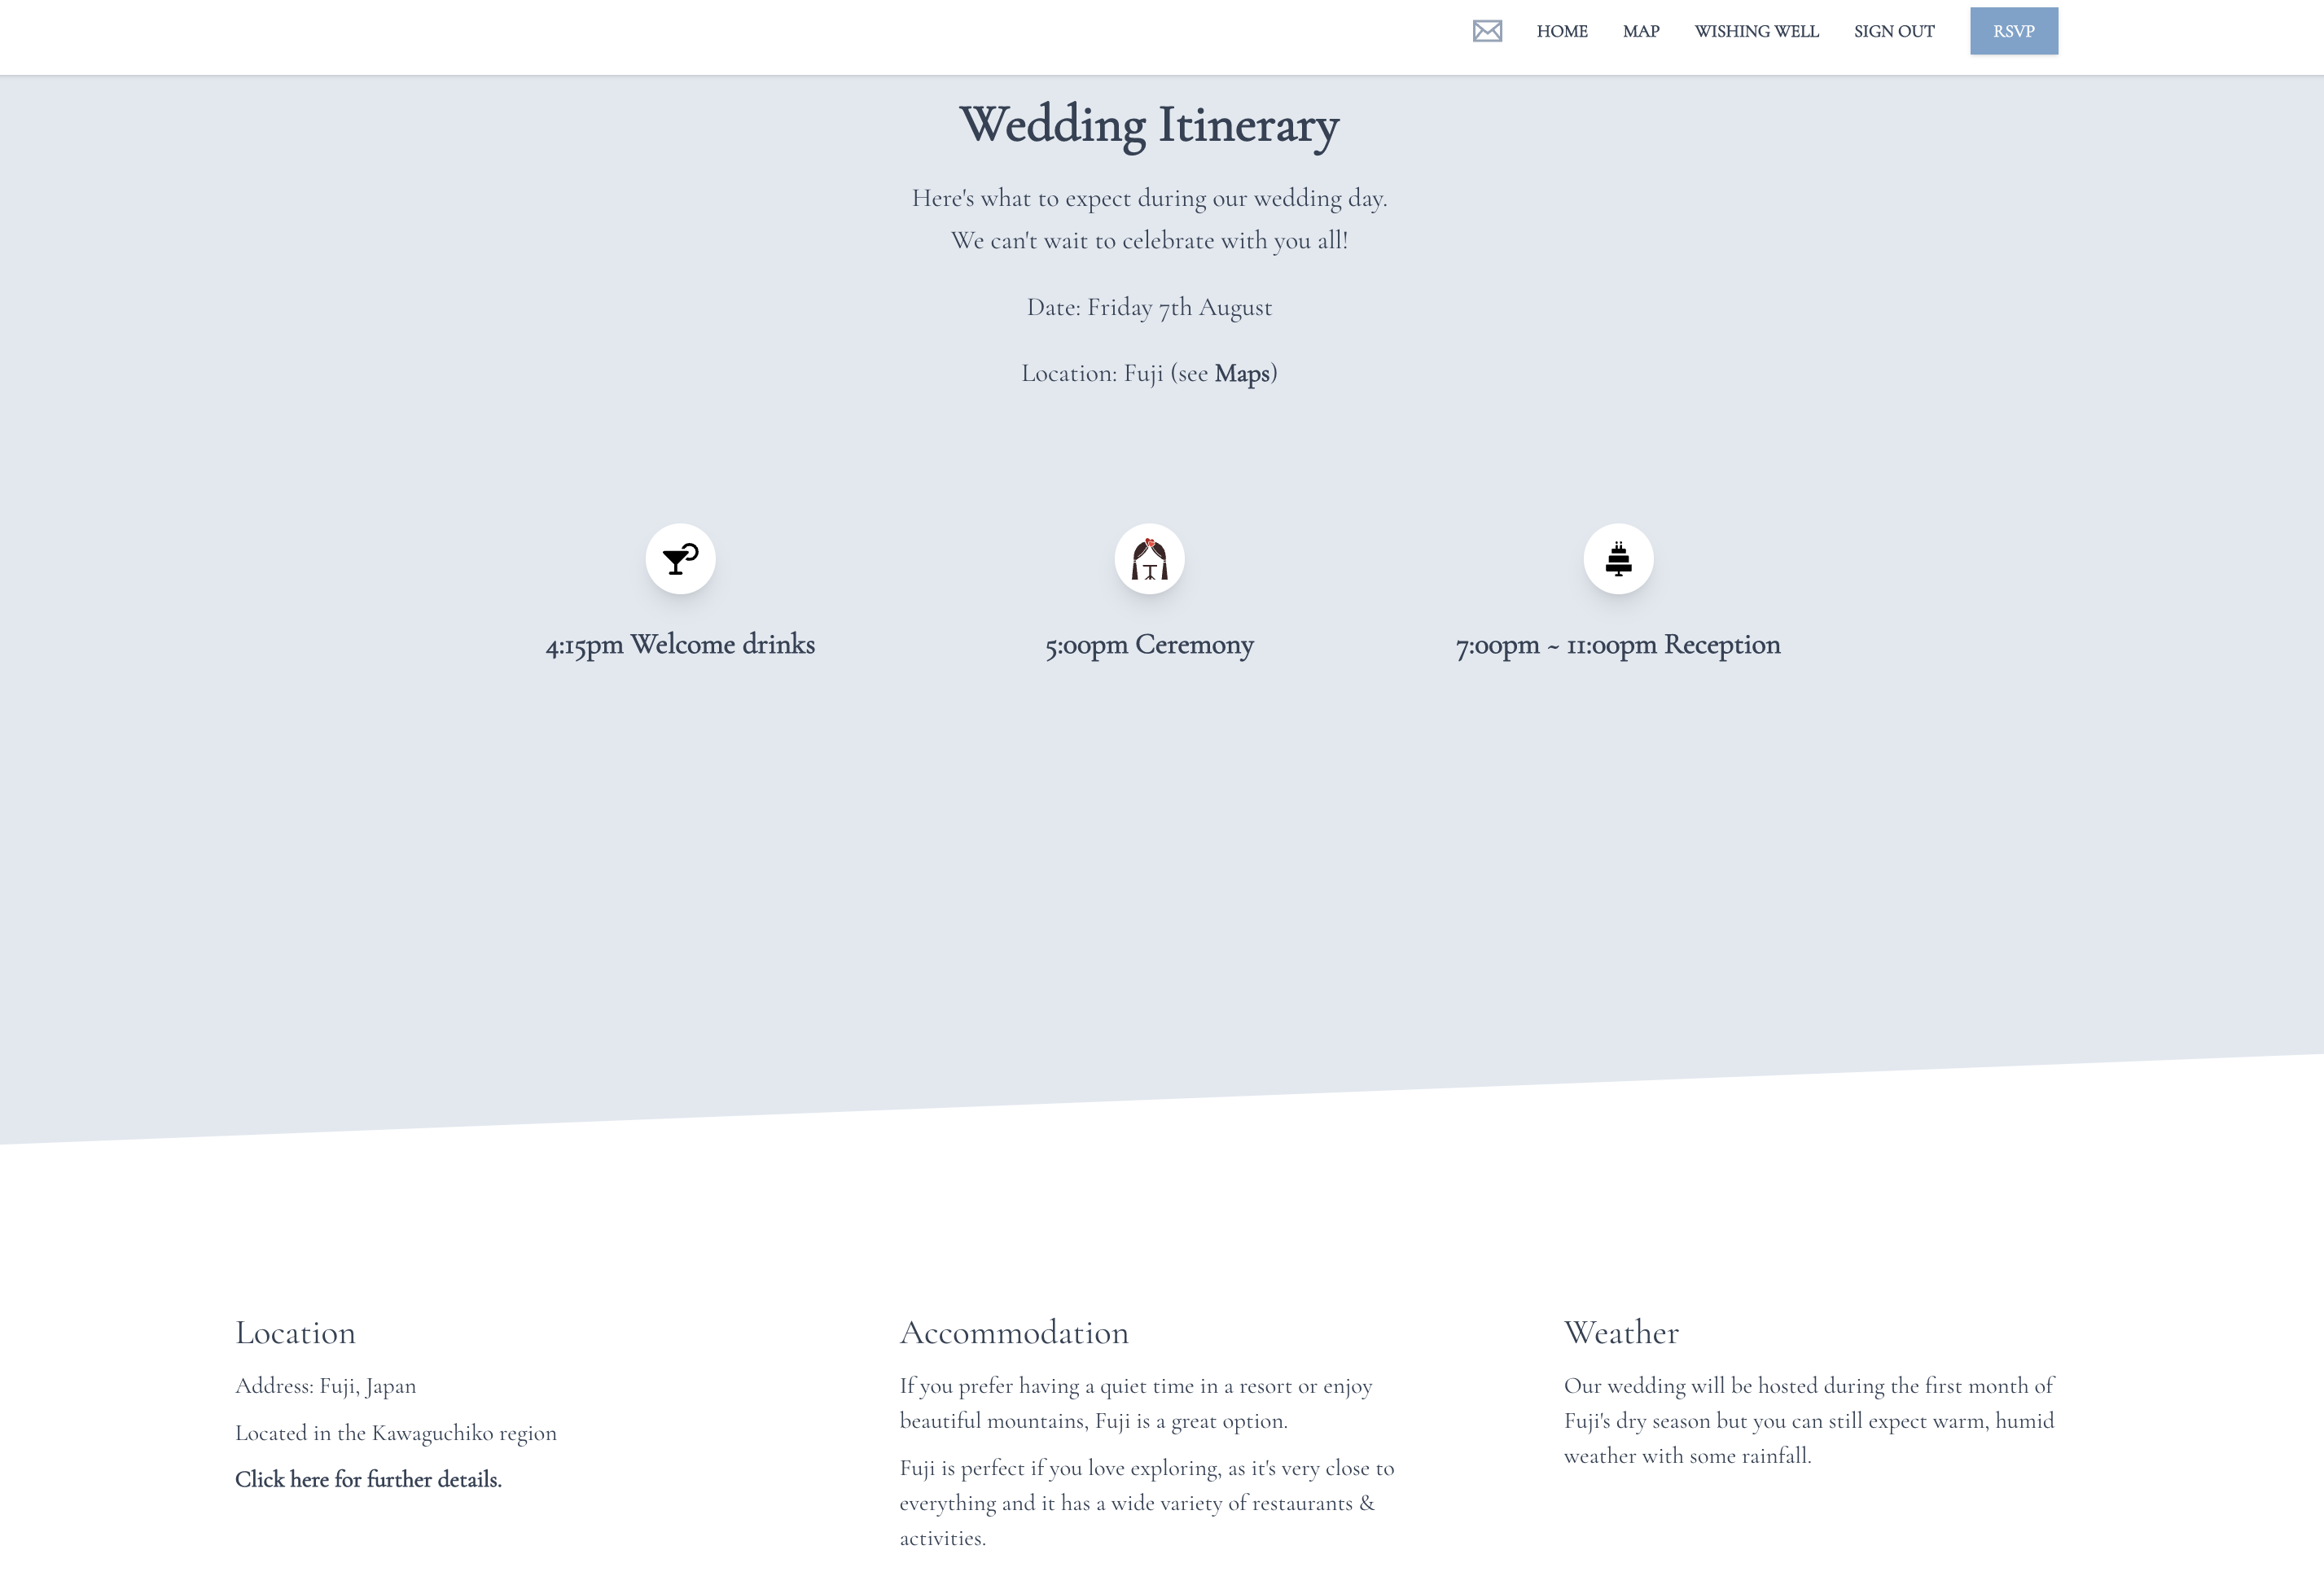 HOME MAP WISHING WELL SIGN OUT RSVP
Wedding Itinerary
Here's what to expect during our wedding day.
We can't wait to celebrate with you all!
Date: Friday 7th August
Location: Fuji (see Maps)
4:15pm Welcome drinks
5:00pm Ceremony
7:00pm ~ 11:00pm Reception
Location
Address: Fuji, Japan
Located in the Kawaguchiko region
Click here for further details.
Accommodation
If you prefer having a quiet time in a resort or enjoy
beautiful mountains, Fuji is a great option.
Fuji is perfect if you love exploring, as it's very close to
everything and it has a wide variety of restaurants &
activities.
Weather
Our wedding will be hosted during the first month of
Fuji's dry season but you can still expect warm, humid
weather with some rainfall.